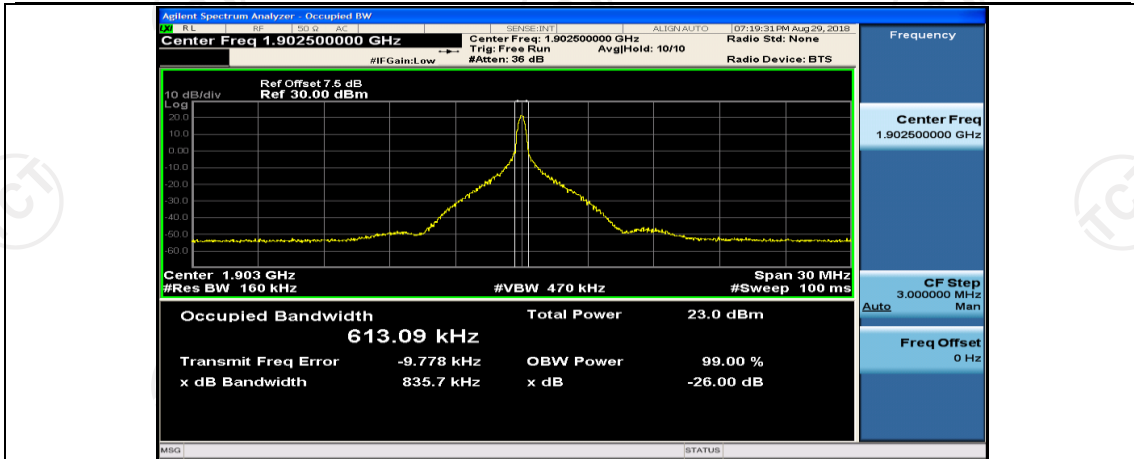 Agilent Spectrum Analyzer - Occupied BW
LXI RL RF 50 Ω AC SENSE:INT ALIGN AUTO 07:19:31 PM Aug 29, 2018
Center Freq 1.902500000 GHz
Center Freq: 1.902500000 GHz
Radio Std: None
Trig: Free Run Avg|Hold: 10/10
#IFGain:Low
#Atten: 36 dB
Radio Device: BTS
Ref Offset 7.5 dB
10 dB/div Ref 30.00 dBm
Log
20.0
10.0
0.00
-10.0
-20.0
-30.0
-40.0
-50.0
-60.0
Center 1.903 GHz Span 30 MHz
#Res BW 160 kHz #VBW 470 kHz #Sweep 100 ms
Occupied Bandwidth Total Power 23.0 dBm
613.09 kHz
Transmit Freq Error -9.778 kHz OBW Power 99.00 %
x dB Bandwidth 835.7 kHz x dB -26.00 dB
MSG STATUS
Frequency
Center Freq
1.902500000 GHz
CF Step
3.000000 MHz
Auto Man
Freq Offset
0 Hz
TCT
TCT